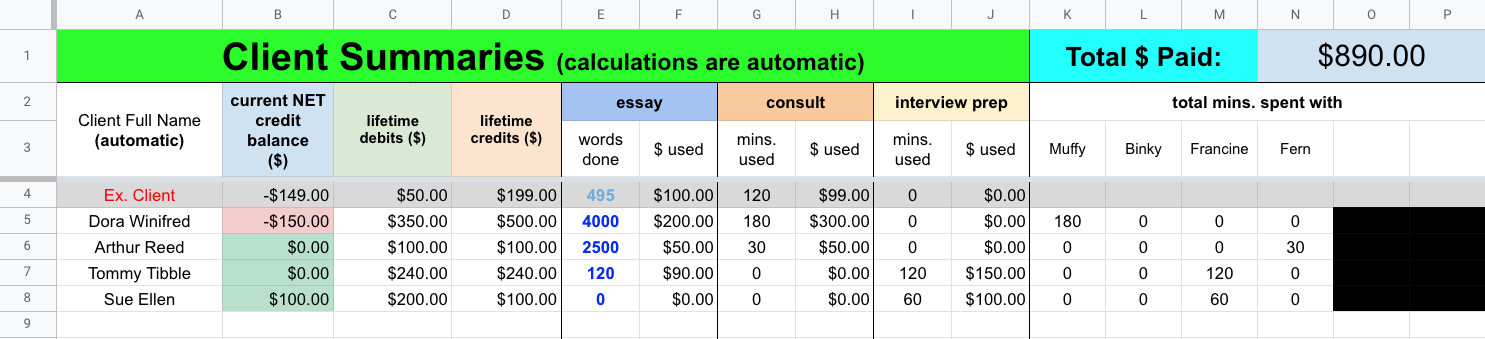 A B C D E F G H I J K L M N O P
1 Client Summaries (calculations are automatic) Total $ Paid: $890.00
2 Client Full Name (automatic) current NET credit balance ($) lifetime debits ($) lifetime credits ($) essay consult interview prep total mins. spent with
3 words done $ used mins. used $ used mins. used $ used Muffy Binky Francine Fern
4 Ex. Client -$149.00 $50.00 $199.00 495 $100.00 120 $99.00 0 $0.00
5 Dora Winifred -$150.00 $350.00 $500.00 4000 $200.00 180 $300.00 0 $0.00 180 0 0 0
6 Arthur Reed $0.00 $100.00 $100.00 2500 $50.00 30 $50.00 0 $0.00 0 0 0 30
7 Tommy Tibble $0.00 $240.00 $240.00 120 $90.00 0 $0.00 120 $150.00 0 0 120 0
8 Sue Ellen $100.00 $200.00 $100.00 0 $0.00 0 $0.00 60 $100.00 0 0 60 0
9